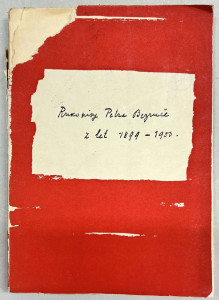 Rukopisy Petra Bezruče
z let 1899 – 1900.